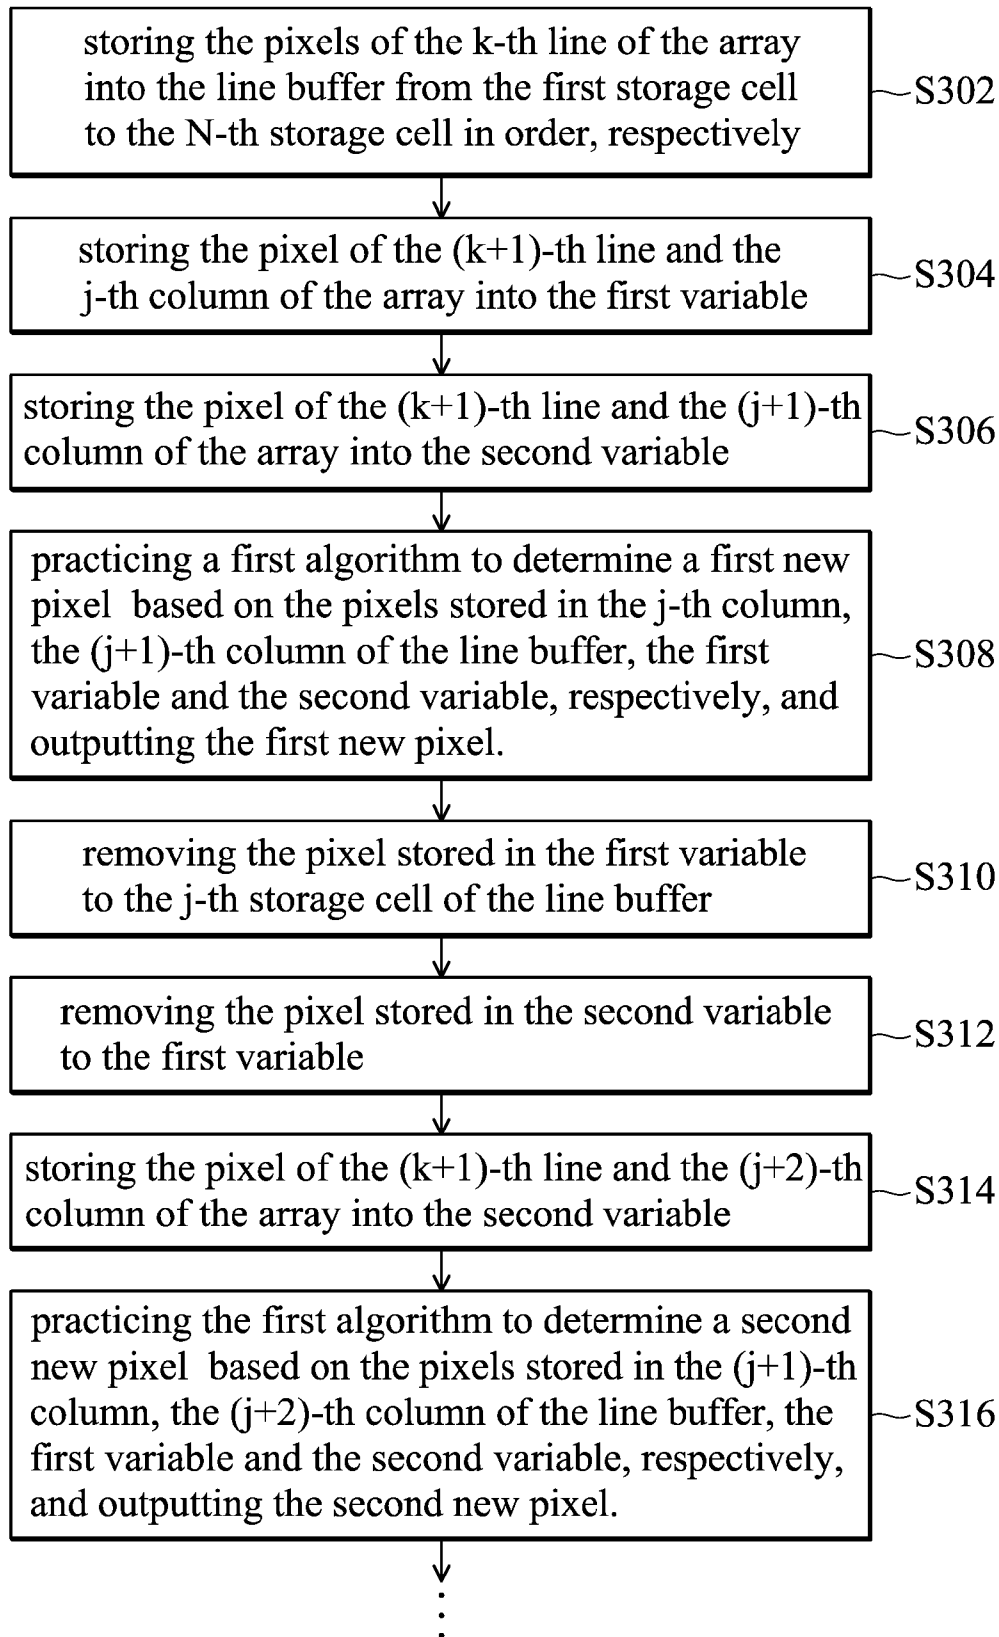 storing the pixels of the k-th line of the array
into the line buffer from the first storage cell
to the N-th storage cell in order, respectively
S302
storing the pixel of the (k+1)-th line and the
j-th column of the array into the first variable
S304
storing the pixel of the (k+1)-th line and the (j+1)-th
column of the array into the second variable
S306
practicing a first algorithm to determine a first new
pixel based on the pixels stored in the j-th column,
the (j+1)-th column of the line buffer, the first
variable and the second variable, respectively, and
outputting the first new pixel.
S308
removing the pixel stored in the first variable
to the j-th storage cell of the line buffer
S310
removing the pixel stored in the second variable
to the first variable
S312
storing the pixel of the (k+1)-th line and the (j+2)-th
column of the array into the second variable
S314
practicing the first algorithm to determine a second
new pixel based on the pixels stored in the (j+1)-th
column, the (j+2)-th column of the line buffer, the
first variable and the second variable, respectively,
and outputting the second new pixel.
S316